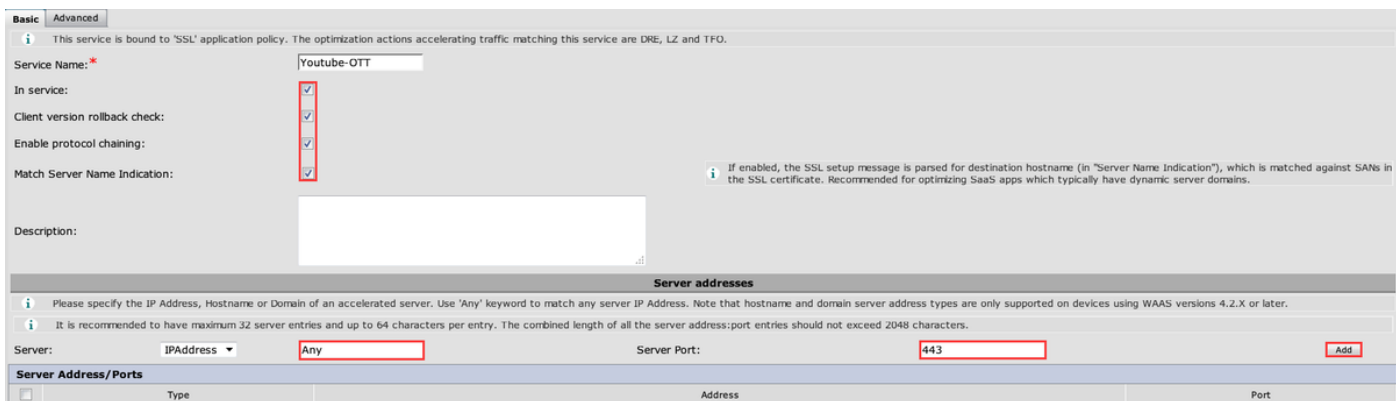 Basic Advanced
This service is bound to 'SSL' application policy. The optimization actions accelerating traffic matching this service are DRE, LZ and TFO.
Service Name:* Youtube-OTT
In service:
Client version rollback check:
Enable protocol chaining:
Match Server Name Indication:
If enabled, the SSL setup message is parsed for destination hostname (in "Server Name Indication"), which is matched against SANs in
the SSL certificate. Recommended for optimizing SaaS apps which typically have dynamic server domains.
Description:
Server addresses
Please specify the IP Address, Hostname or Domain of an accelerated server. Use 'Any' keyword to match any server IP Address. Note that hostname and domain server address types are only supported on devices using WAAS versions 4.2.X or later.
It is recommended to have maximum 32 server entries and up to 64 characters per entry. The combined length of all the server address:port entries should not exceed 2048 characters.
Server: IPAddress Any Server Port: 443 Add
Server Address/Ports
Type Address Port